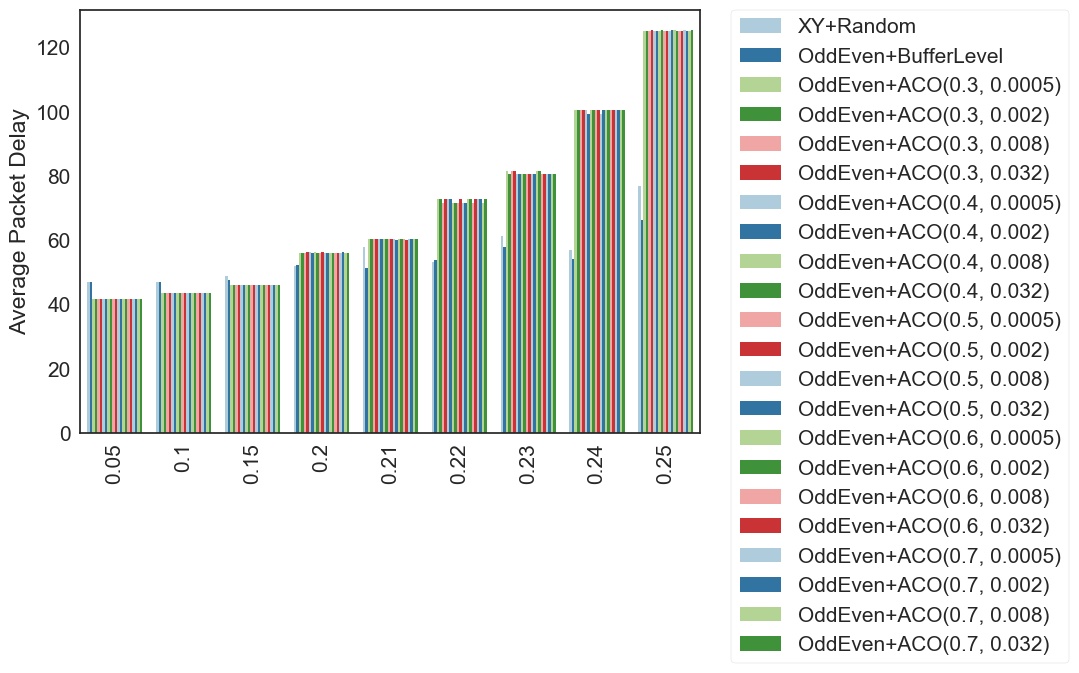 Average Packet Delay
120
100
80
60
40
20
0
0.05
0.1
0.15
0.2
0.21
0.22
0.23
0.24
0.25
XY+Random
OddEven+BufferLevel
OddEven+ACO(0.3, 0.0005)
OddEven+ACO(0.3, 0.002)
OddEven+ACO(0.3, 0.008)
OddEven+ACO(0.3, 0.032)
OddEven+ACO(0.4, 0.0005)
OddEven+ACO(0.4, 0.002)
OddEven+ACO(0.4, 0.008)
OddEven+ACO(0.4, 0.032)
OddEven+ACO(0.5, 0.0005)
OddEven+ACO(0.5, 0.002)
OddEven+ACO(0.5, 0.008)
OddEven+ACO(0.5, 0.032)
OddEven+ACO(0.6, 0.0005)
OddEven+ACO(0.6, 0.002)
OddEven+ACO(0.6, 0.008)
OddEven+ACO(0.6, 0.032)
OddEven+ACO(0.7, 0.0005)
OddEven+ACO(0.7, 0.002)
OddEven+ACO(0.7, 0.008)
OddEven+ACO(0.7, 0.032)